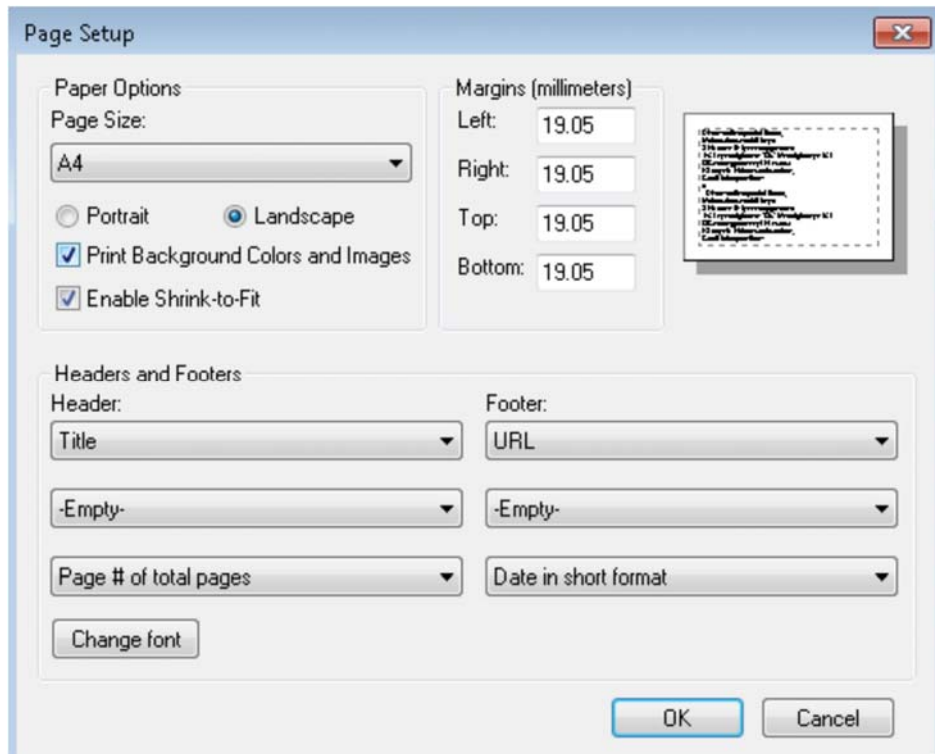 Page Setup
Paper Options
Page Size:
A4
Portrait Landscape
Print Background Colors and Images
Enable Shrink-to-Fit
Margins (millimeters)
Left: 19.05
Right: 19.05
Top: 19.05
Bottom: 19.05
Headers and Footers
Header: Footer:
Title URL
-Empty- -Empty-
Page # of total pages Date in short format
Change font
OK Cancel